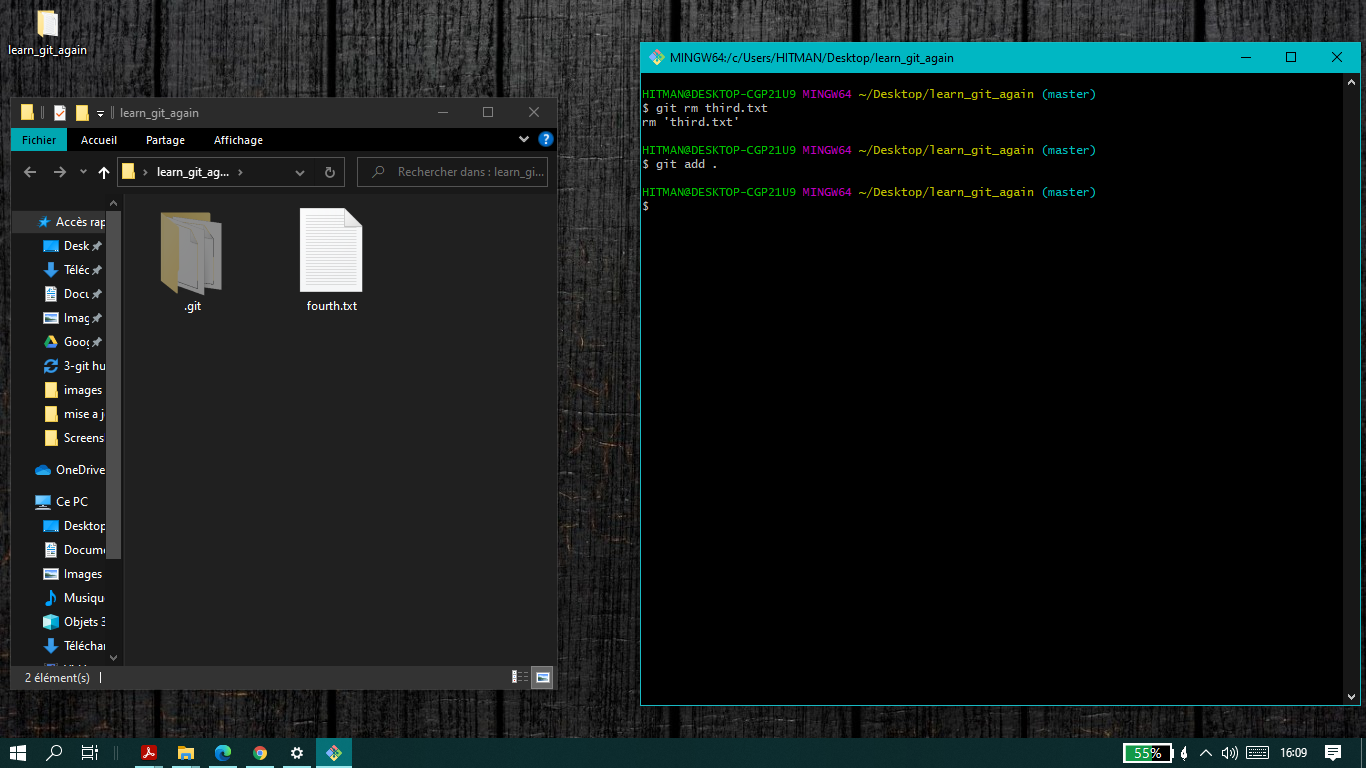 learn_git_again
learn_git_again
Fichier Accueil Partage Affichage
learn_git_ag...
Rechercher dans : learn_gi...
Accès rap
Desk
Téléc
Docu
Imag
Goog
3-git hu
images
mise a j
Screens
OneDrive
Ce PC
Desktop
Docume
Images
Musique
Objets 3
Téléchar
.git
fourth.txt
2 élément(s)
MINGW64:/c/Users/HITMAN/Desktop/learn_git_again
HITMAN@DESKTOP-CGP21U9 MINGW64 ~/Desktop/learn_git_again (master)
$ git rm third.txt
rm 'third.txt'
HITMAN@DESKTOP-CGP21U9 MINGW64 ~/Desktop/learn_git_again (master)
$ git add .
HITMAN@DESKTOP-CGP21U9 MINGW64 ~/Desktop/learn_git_again (master)
$
55%
16:09